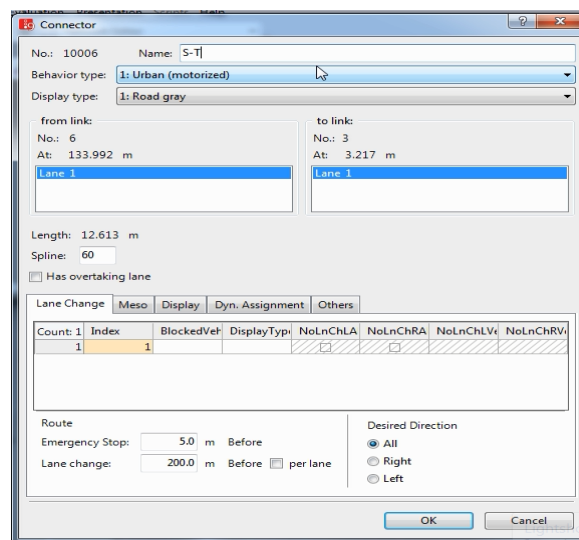 Connector
No.: 10006 Name: S-T
Behavior type: 1: Urban (motorized)
Display type: 1: Road gray
from link:
No.: 6
At: 133.992 m
Lane 1
to link:
No.: 3
At: 3.217 m
Lane 1
Length: 12.613 m
Spline: 60
Has overtaking lane
Lane Change Meso Display Dyn. Assignment Others
Count: 1 Index BlockedVeh DisplayType NoLnChLA NoLnChRA NoLnChLVe NoLnChRVe
1 1
Route
Emergency Stop: 5.0 m Before
Lane change: 200.0 m Before per lane
Desired Direction
All
Right
Left
OK Cancel